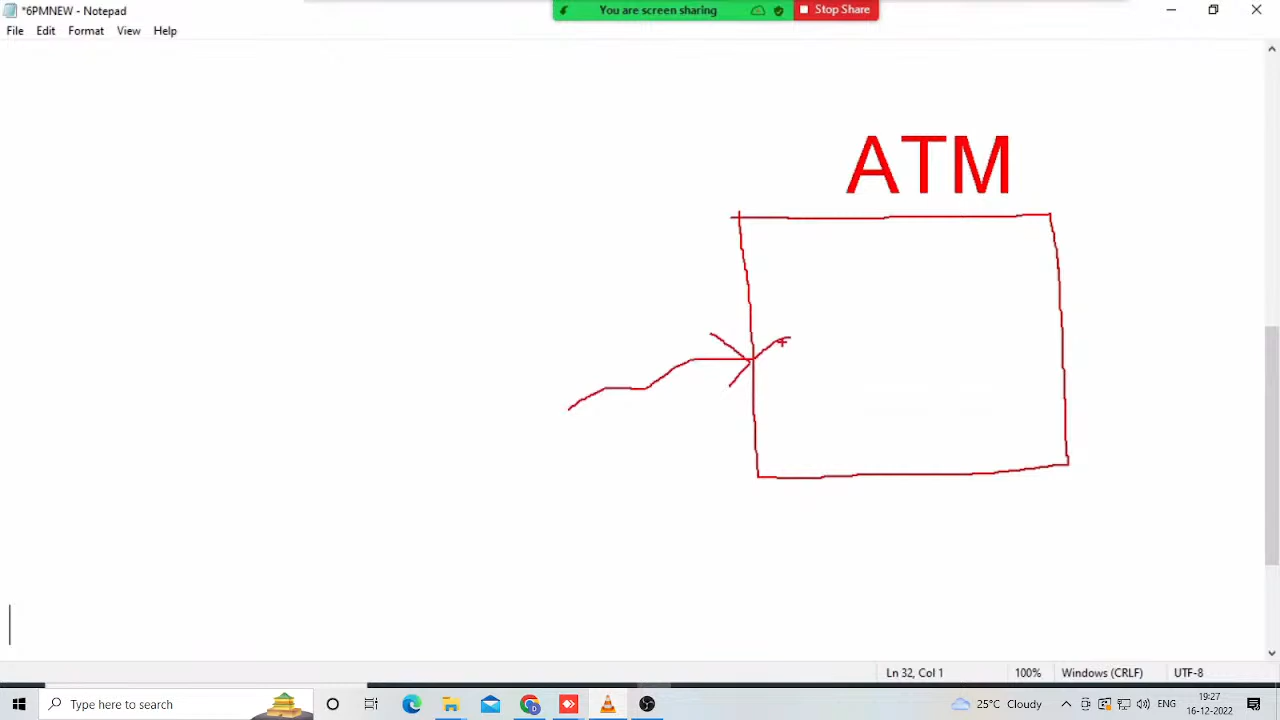 *6PMNEW - Notepad
You are screen sharing
Stop Share
File Edit Format View Help
ATM
Ln 32, Col 1
100%
Windows (CRLF)
UTF-8
Type here to search
25°C Cloudy
ENG
19:27
16-12-2022